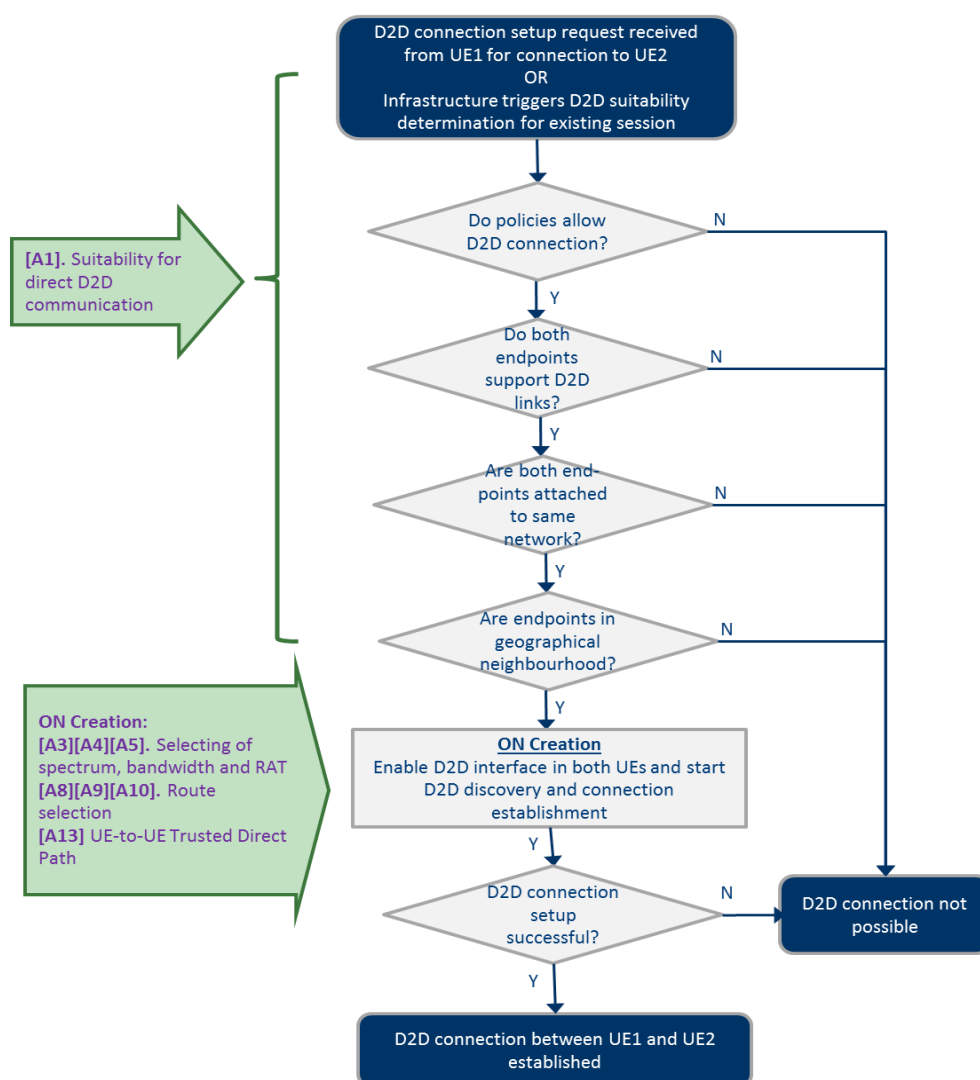 D2D connection setup request received
from UE1 for connection to UE2
OR
Infrastructure triggers D2D suitability
determination for existing session
Do policies allow
D2D connection?
N
Y
[A1]. Suitability for
direct D2D
communication
Do both
endpoints
support D2D
links?
N
Y
Are both end-
points attached
to same
network?
N
Y
Are endpoints in
geographical
neighbourhood?
N
Y
ON Creation:
[A3][A4][A5]. Selecting of
spectrum, bandwidth and RAT
[A8][A9][A10]. Route
selection
[A13] UE-to-UE Trusted Direct
Path
ON Creation
Enable D2D interface in both UEs and start
D2D discovery and connection
establishment
Y
D2D connection
setup
successful?
N
Y
D2D connection not
possible
D2D connection between UE1 and UE2
established